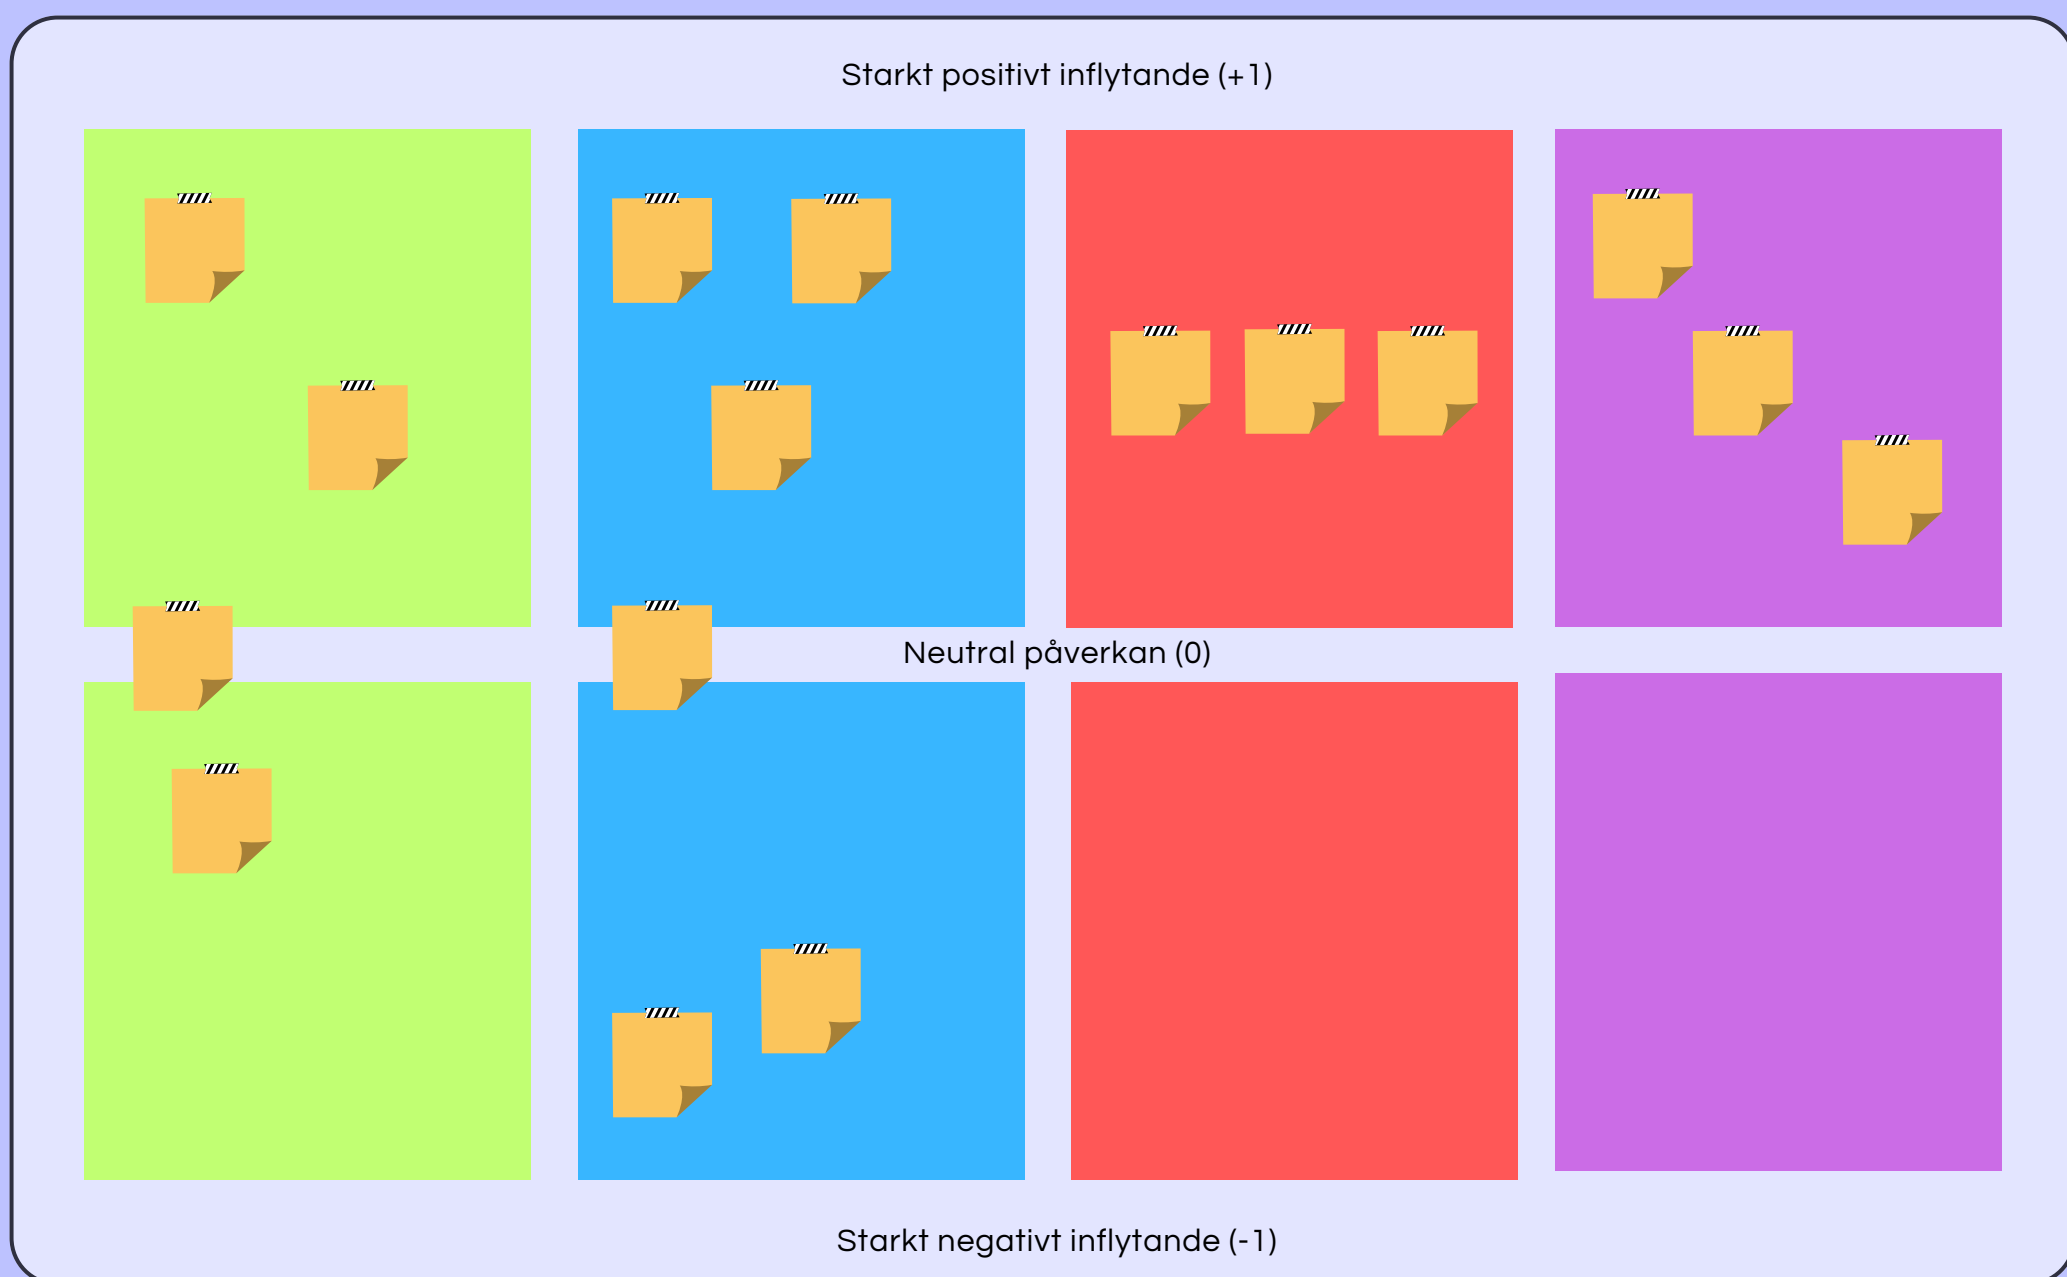 Starkt positivt inflytande (+1)
Neutral påverkan (0)
Starkt negativt inflytande (-1)